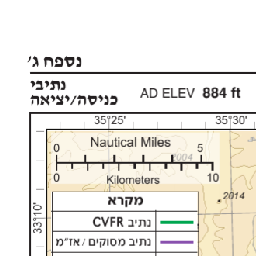 נספח ג'
נתיבי
כניסה/יציאה
AD ELEV 884 ft
35°25' 35°30'
Nautical Miles
0 5
2004
0 10
Kilometers
2014
מקרא
33°10'
נתיב CVFR
נתיב מסוקים / אז"מ